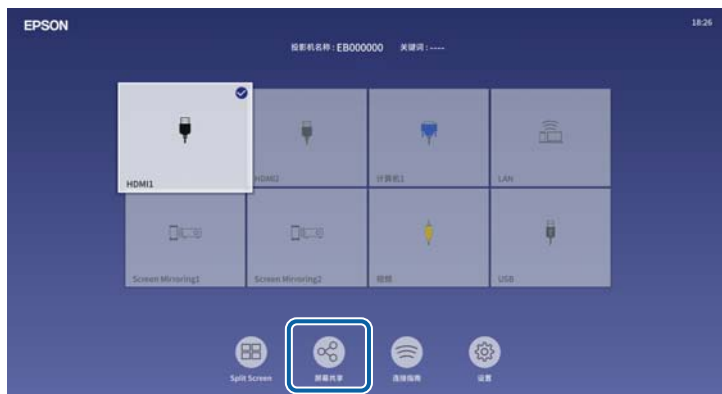 EPSON
18:26
投影机名称 : EB000000 关键词 : ----
HDMI1
HDMI2
计算机1
LAN
Screen Mirroring1
Screen Mirroring2
视频
USB
Split Screen
屏幕共享
连接指南
设置